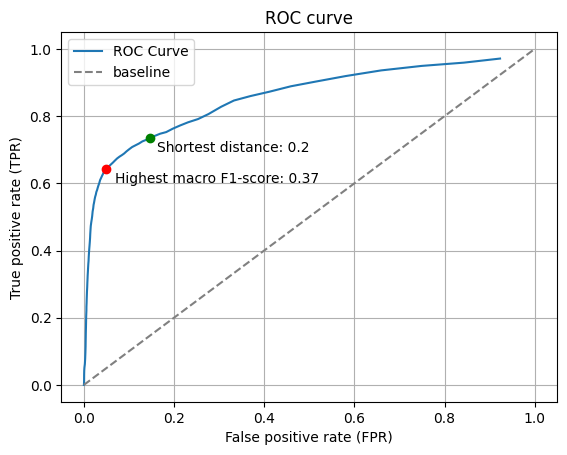 ROC curve
ROC Curve
baseline
Shortest distance: 0.2
Highest macro F1-score: 0.37
True positive rate (TPR)
1.0
0.8
0.6
0.4
0.2
0.0
0.0 0.2 0.4 0.6 0.8 1.0
False positive rate (FPR)